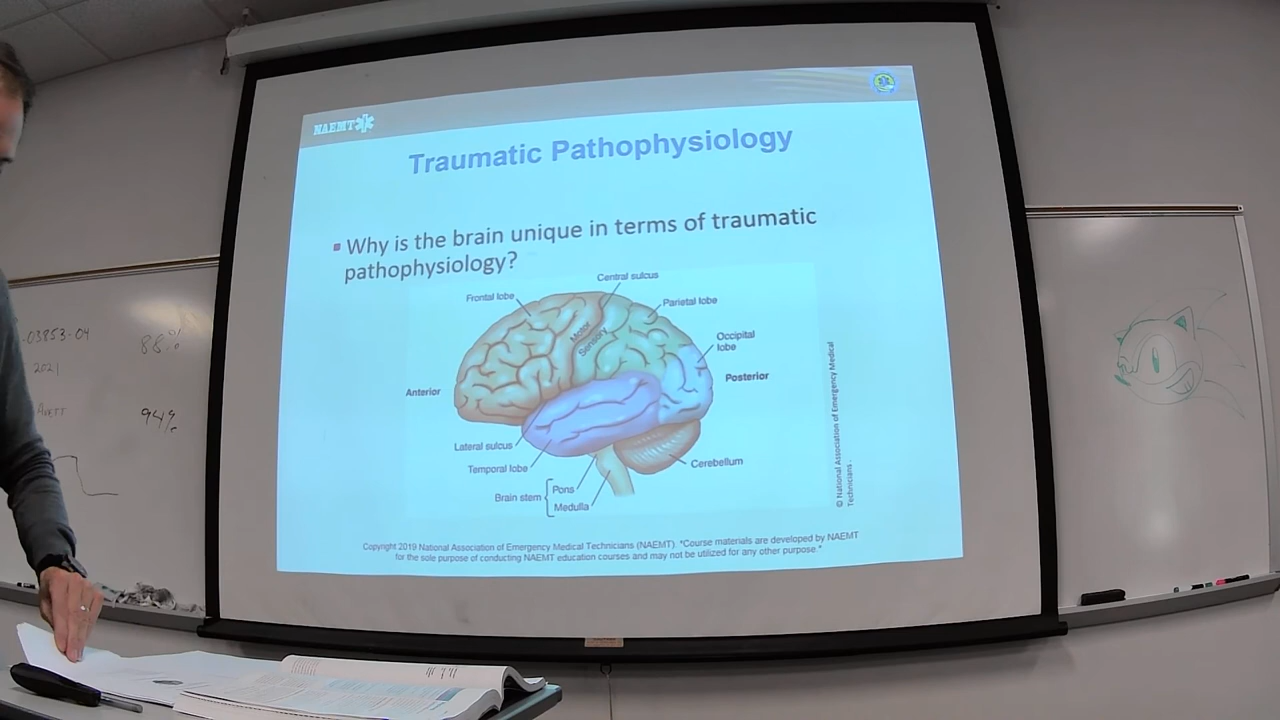 NAEMT
Traumatic Pathophysiology
Why is the brain unique in terms of traumatic
pathophysiology?
Central sulcus
Frontal lobe
Parietal lobe
Motor
Sensory
Occipital
lobe
Anterior
Posterior
Lateral sulcus
Temporal lobe
Cerebellum
Brain stem
Pons
Medulla
© National Association of Emergency Medical
Technicians.
Copyright 2019 National Association of Emergency Medical Technicians (NAEMT). "Course materials are developed by NAEMT
for the sole purpose of conducting NAEMT education courses and may not be utilized for any other purpose."
-03853-04
88%
2021
94%